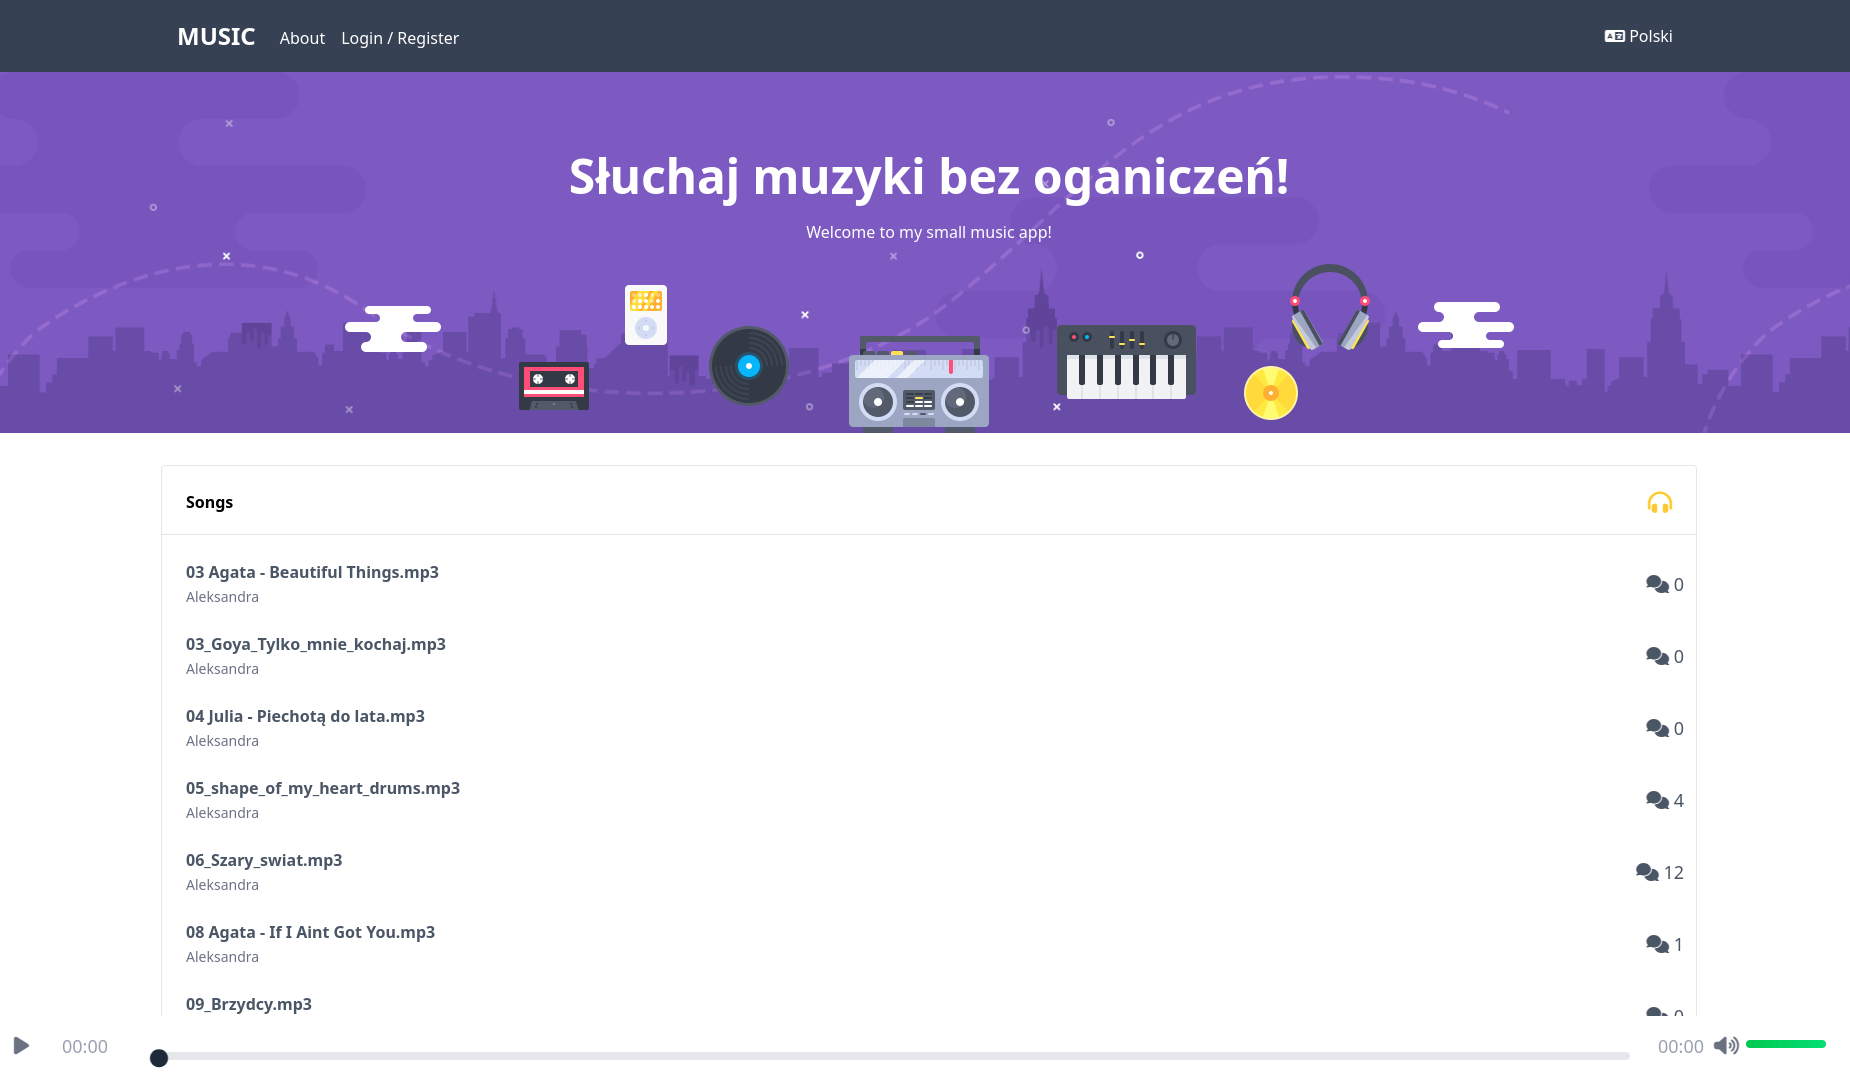 MUSIC About Login / Register Polski
Słuchaj muzyki bez oganiczeń!
Welcome to my small music app!
Songs
03 Agata - Beautiful Things.mp3
Aleksandra
0
03_Goya_Tylko_mnie_kochaj.mp3
Aleksandra
0
04 Julia - Piechotą do lata.mp3
Aleksandra
0
05_shape_of_my_heart_drums.mp3
Aleksandra
4
06_Szary_swiat.mp3
Aleksandra
12
08 Agata - If I Aint Got You.mp3
Aleksandra
1
09_Brzydcy.mp3
00:00 00:00